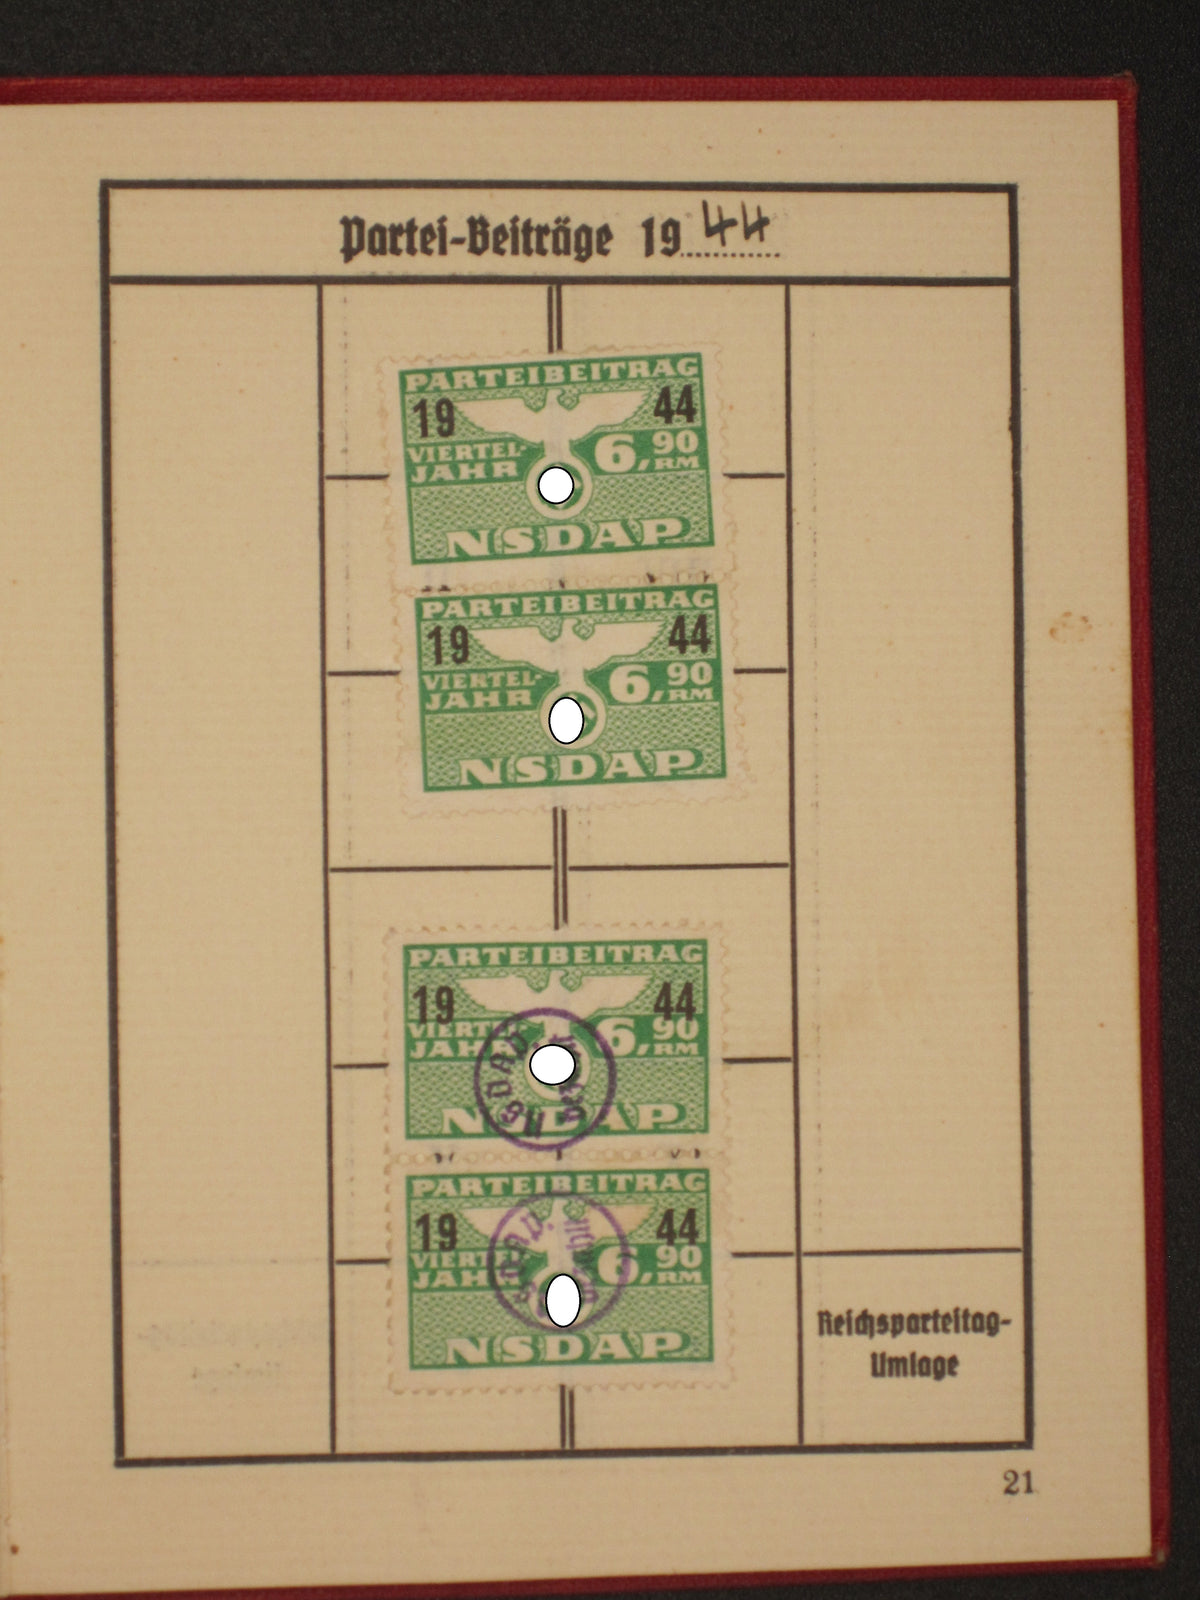 Partei-Beiträge 1944
PARTEIBEITRAG
19 44
VIERTEL- 6,90
JAHR RM
NSDAP
PARTEIBEITRAG
19 44
VIERTEL- 6,90
JAHR RM
NSDAP
PARTEIBEITRAG
19 44
VIERTEL- 6,90
JAHR RM
NSDAP
NSDAP.
PARTEIBEITRAG
19 44
VIERTEL- 6,90
JAHR RM
NSDAP
Reichsparteitag-
Umlage
21